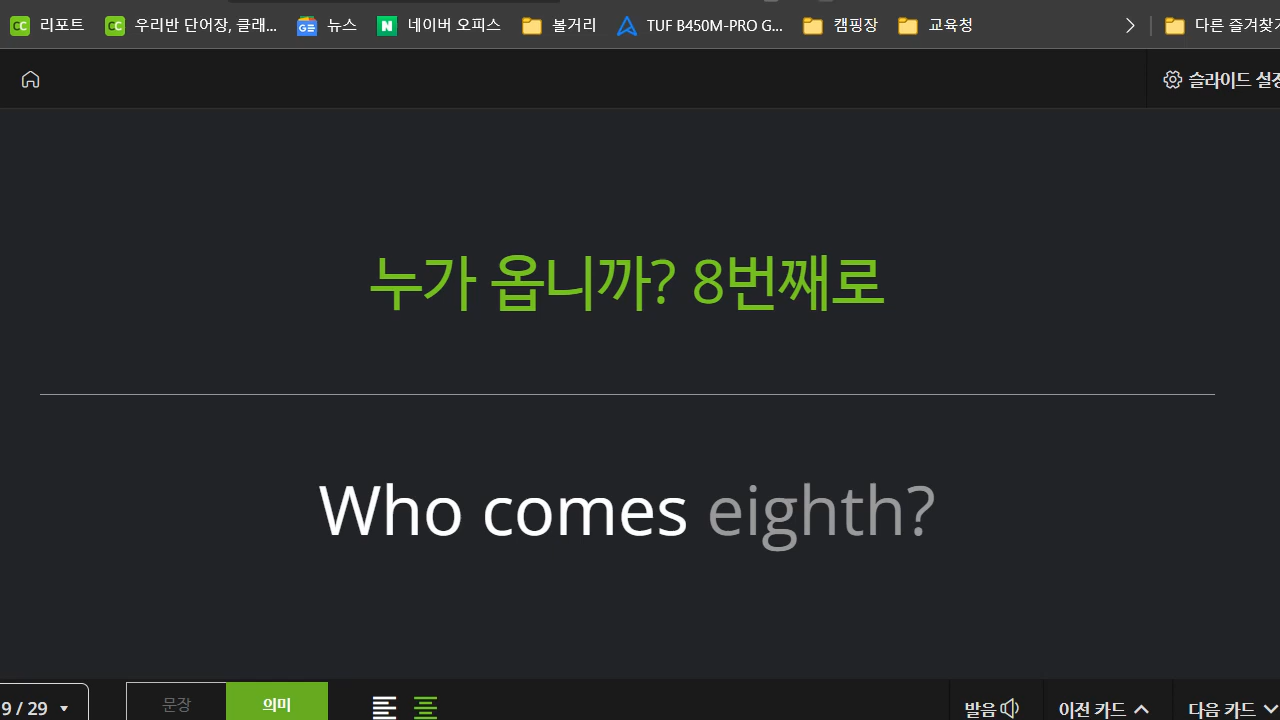 리포트 우리반 단어장, 클래... 뉴스 네이버 오피스 볼거리 TUF B450M-PRO G... 캠핑장 교육청 다른 즐겨찾기
슬라이드 설정
누가 옵니까? 8번째로
Who comes eighth?
9 / 29 문장 의미 발음 이전 카드 다음 카드